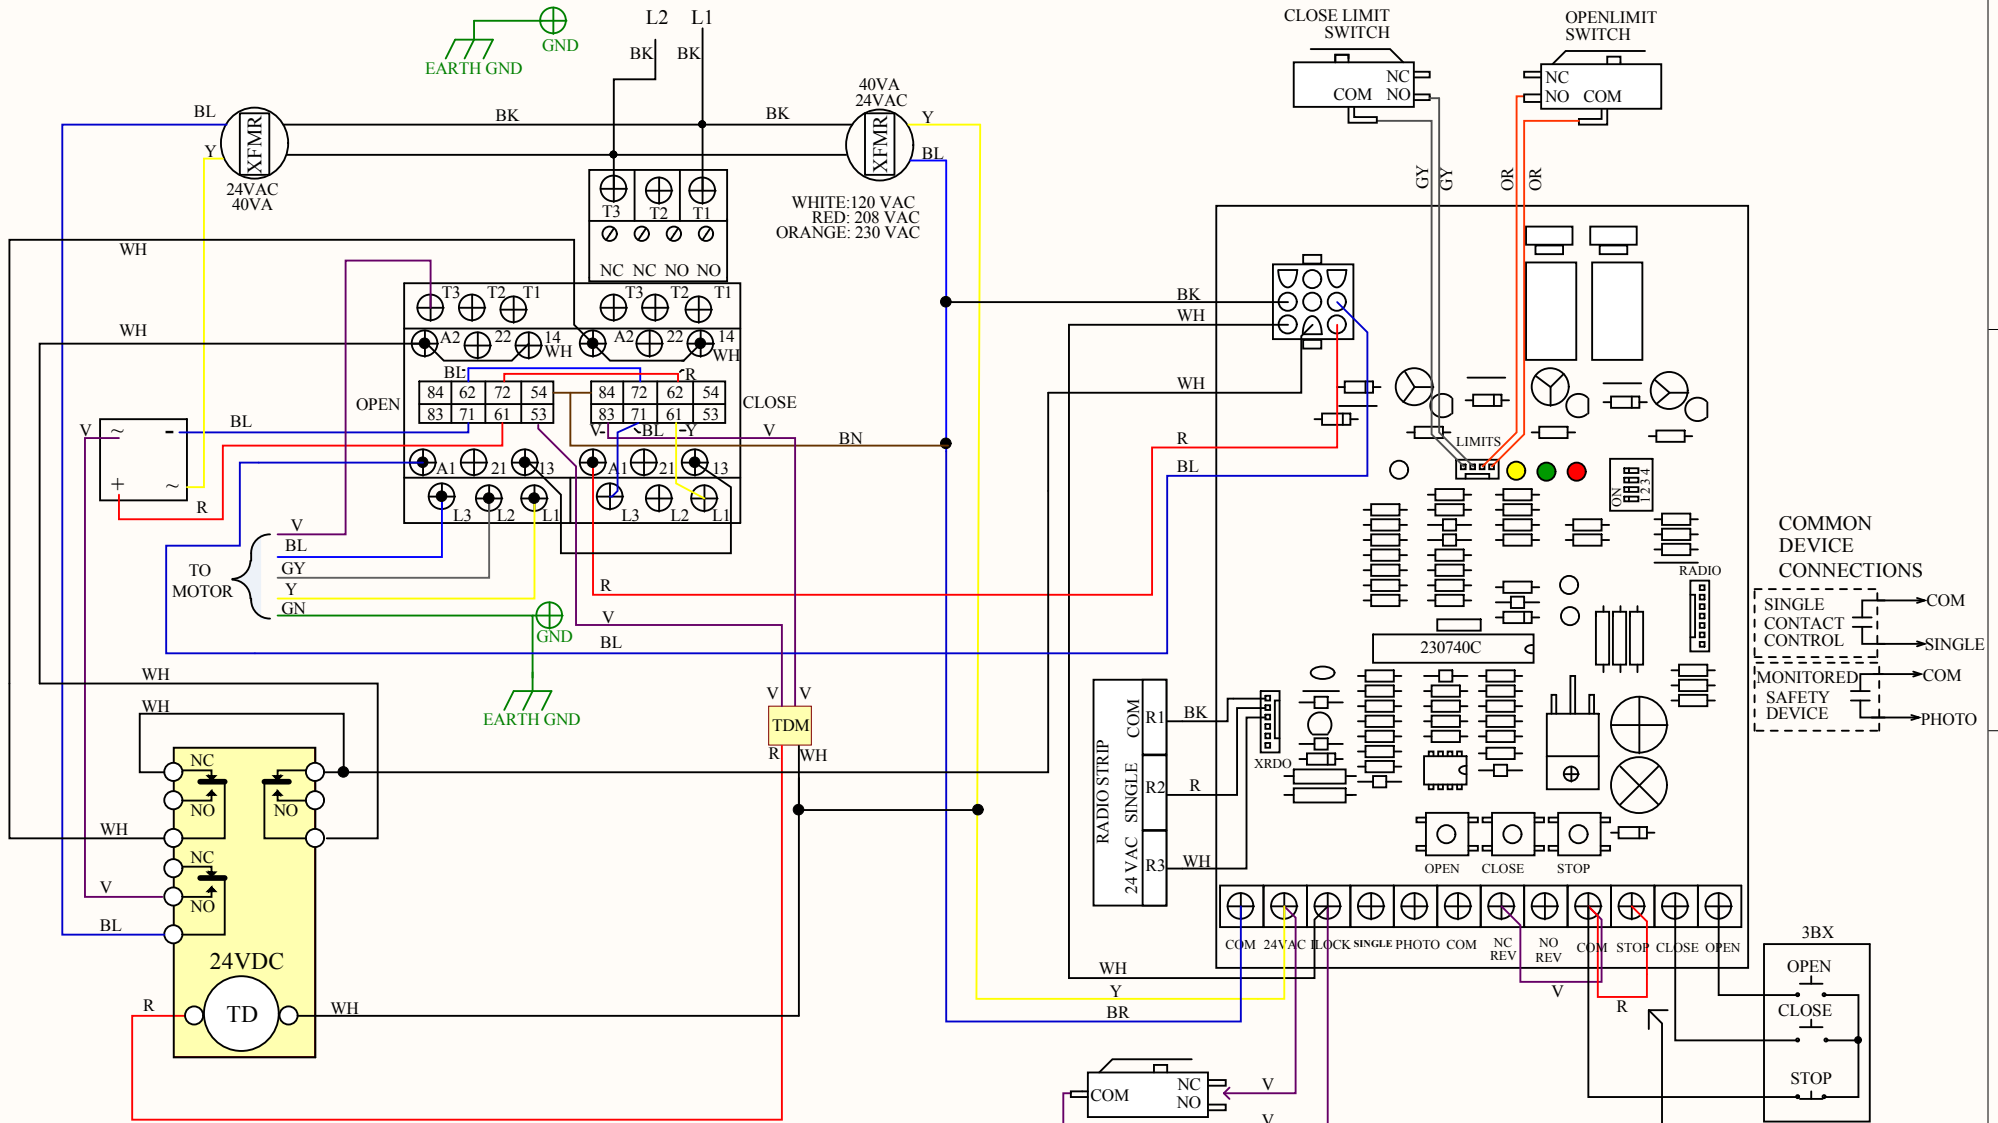 L2 L1
GND
EARTH GND
BK BK
CLOSE LIMIT
SWITCH
OPENLIMIT
SWITCH
NC
COM NO
NC
NO COM
BL
Y
XFMR
24VAC
40VA
BK
BK
40VA
24VAC
XFMR
Y
BL
WHITE:120 VAC
RED: 208 VAC
ORANGE: 230 VAC
T3 T2 T1
NC NC NO NO
GY GY OR OR
WH
WH
T3 T2 T1 T3 T2 T1
A2 22 14 A2 22 14
WH WH
BL R
OPEN
84 62 72 54
83 71 61 53
84 72 62 54
83 71 61 53
CLOSE
V BL Y V
BN
A1 21 13 A1 21 13
L3 L2 L1 L3 L2 L1
V
~ -
+ ~
BL
R
TO
MOTOR
V
BL
GY
Y
GN
GND
EARTH GND
R
V
BL
BK
WH
WH
R
BL
LIMITS
ON
1 2 3 4
RADIO
230740C
COMMON
DEVICE
CONNECTIONS
SINGLE
CONTACT
CONTROL
COM
SINGLE
MONITORED
SAFETY
DEVICE
COM
PHOTO
WH
WH
V V
TDM
R WH
NC
NO
NO
WH
NC
NO
V
BL
24VDC
TD
R
WH
RADIO STRIP
24 VAC SINGLE COM
R1
R2
R3
BK
R
WH
XRDO
OPEN CLOSE STOP
COM 24VAC ILOCK SINGLE PHOTO COM NC REV NO REV COM STOP CLOSE OPEN
WH
Y
BR
V
R
3BX
OPEN
CLOSE
STOP
COM NC
NO
V
V